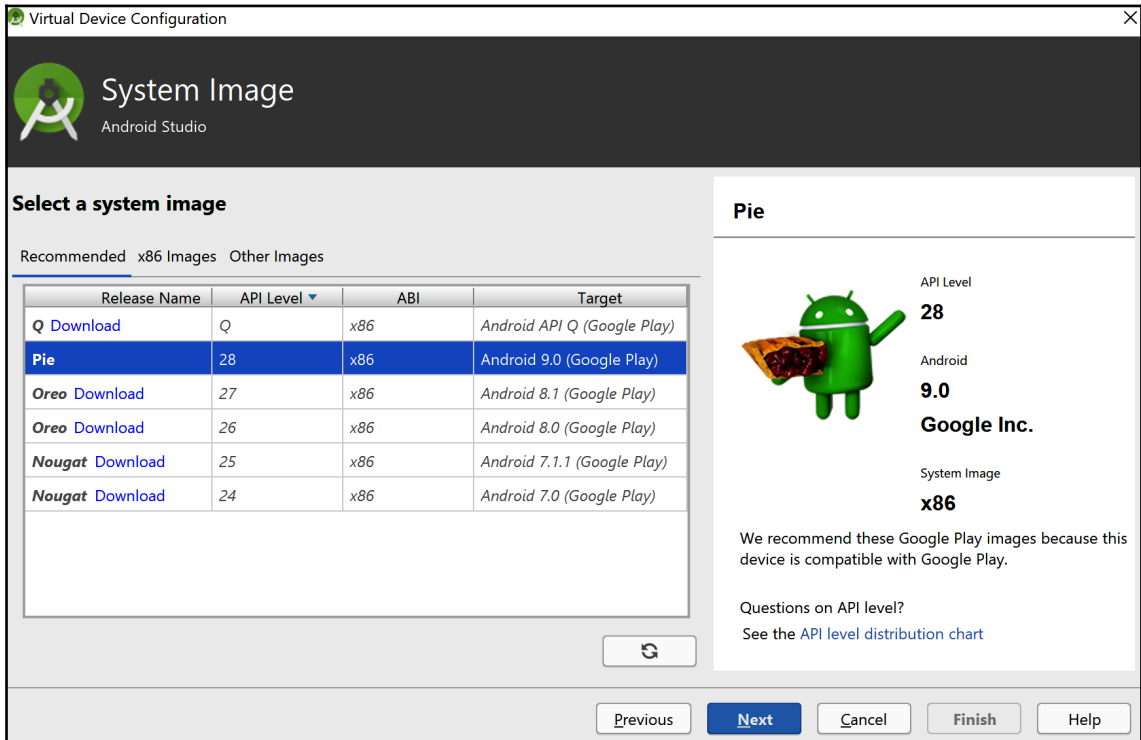 Virtual Device Configuration
System Image
Android Studio
Select a system image
Recommended x86 Images Other Images
Release Name API Level ABI Target
Q Download Q x86 Android API Q (Google Play)
Pie 28 x86 Android 9.0 (Google Play)
Oreo Download 27 x86 Android 8.1 (Google Play)
Oreo Download 26 x86 Android 8.0 (Google Play)
Nougat Download 25 x86 Android 7.1.1 (Google Play)
Nougat Download 24 x86 Android 7.0 (Google Play)
Pie
API Level
28
Android
9.0
Google Inc.
System Image
x86
We recommend these Google Play images because this
device is compatible with Google Play.
Questions on API level?
See the API level distribution chart
Previous Next Cancel Finish Help